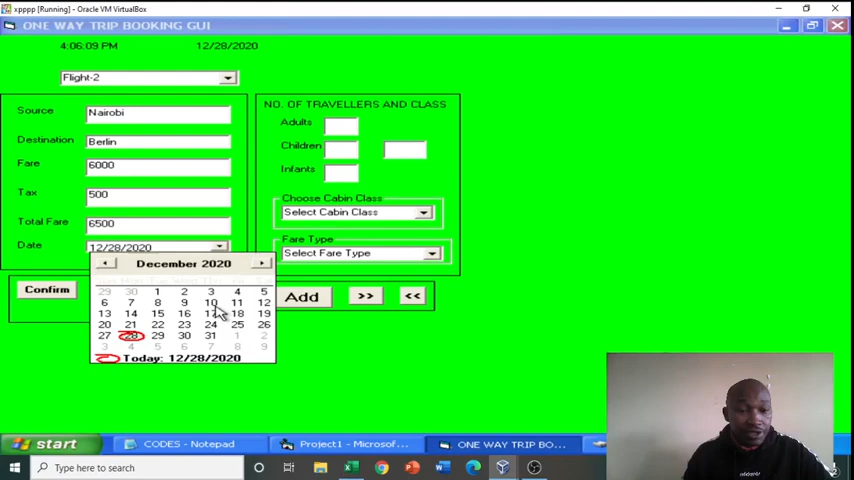 xpppp [Running] - Oracle VM VirtualBox
ONE WAY TRIP BOOKING GUI
4:06:09 PM 12/28/2020
Flight-2
Source Nairobi
Destination Berlin
Fare 6000
Tax 500
Total Fare 6500
Date 12/28/2020
NO. OF TRAVELLERS AND CLASS
Adults
Children
Infants
Choose Cabin Class
Select Cabin Class
Fare Type
Select Fare Type
December 2020
29 30 1 2 3 4 5
6 7 8 9 10 11 12
13 14 15 16 17 18 19
20 21 22 23 24 25 26
27 28 29 30 31 1 2
3 4 5 6 7 8 9
Today: 12/28/2020
Confirm
Add >> <<
start CODES - Notepad Project1 - Microsof... ONE WAY TRIP BO...
Type here to search